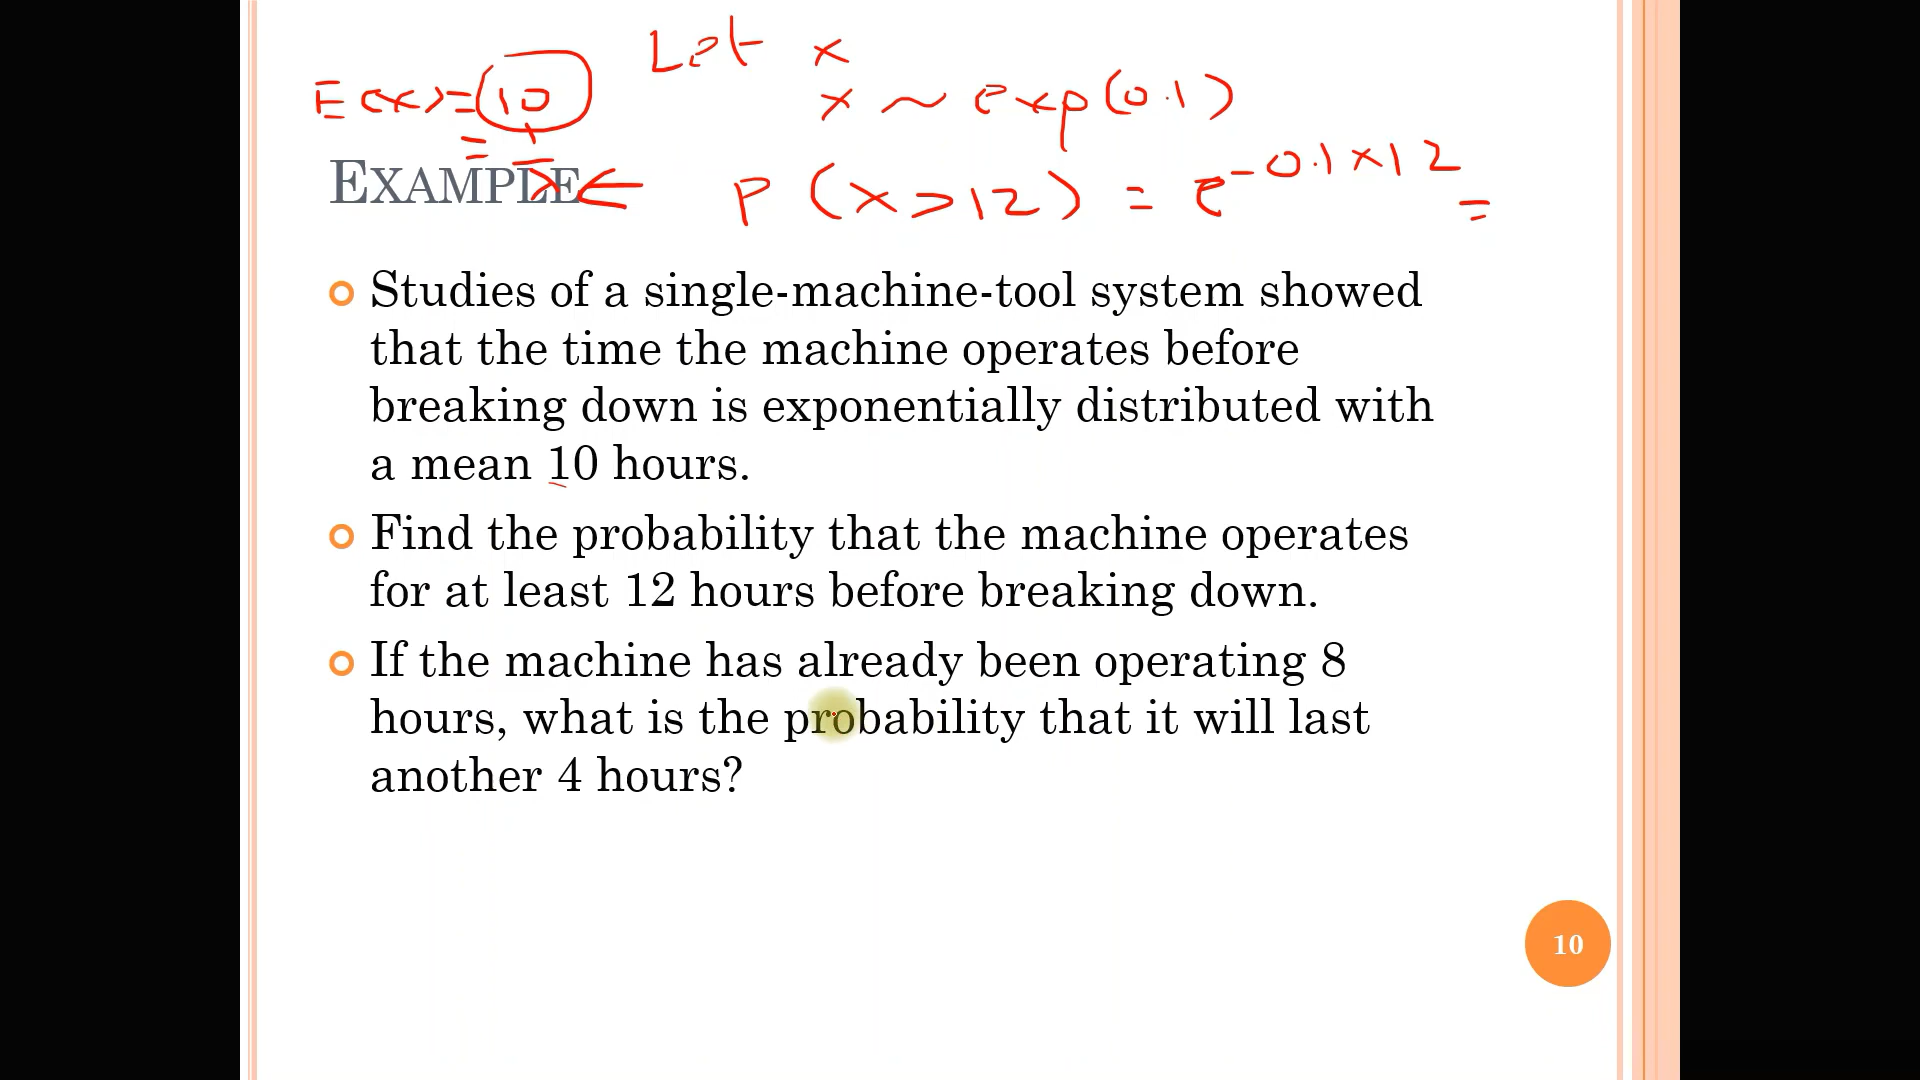 Let x
E(x)=10 x ~ exp(0.1)
EXAMPLE
P(x>12) = e^-0.1x12 =
Studies of a single-machine-tool system showed
that the time the machine operates before
breaking down is exponentially distributed with
a mean 10 hours.
Find the probability that the machine operates
for at least 12 hours before breaking down.
If the machine has already been operating 8
hours, what is the probability that it will last
another 4 hours?
10